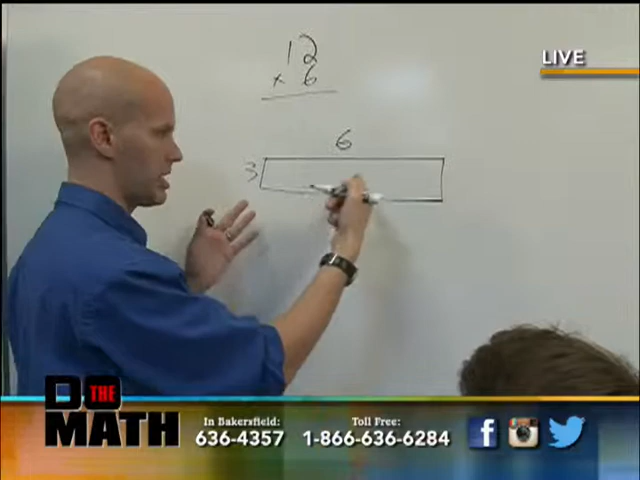 12
× 6
LIVE
6
3
DO THE
MATH
In Bakersfield:
636-4357
Toll Free:
1-866-636-6284